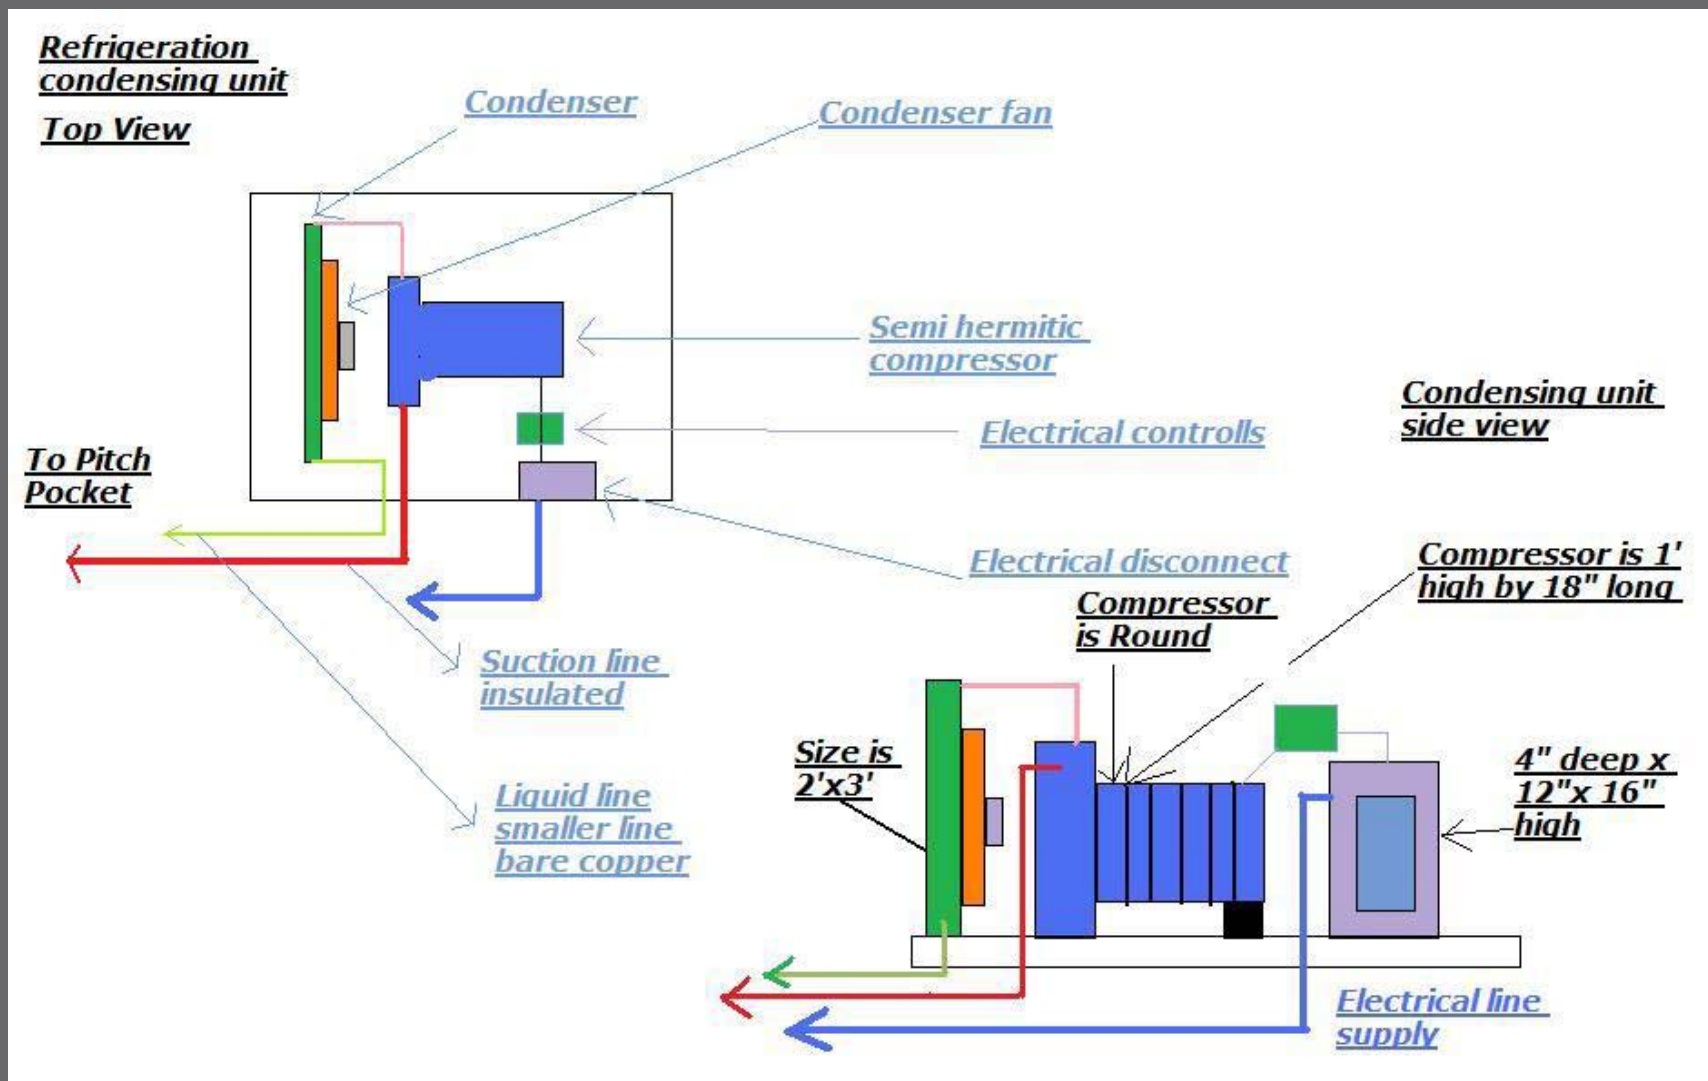 Refrigeration
condensing unit
Top View
Condenser
Condenser fan
Semi hermitic
compressor
Electrical controlls
Condensing unit
side view
To Pitch
Pocket
Electrical disconnect
Compressor is 1'
high by 18" long
Compressor
is Round
Suction line
insulated
Size is
2'x3'
4" deep x
12"x 16"
high
Liquid line
smaller line
bare copper
Electrical line
supply